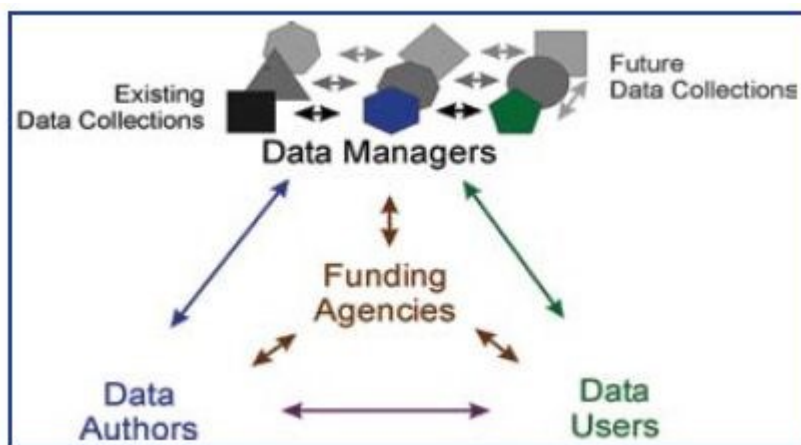 Existing
Data Collections
Future
Data Collections
Data Managers
Funding
Agencies
Data
Authors
Data
Users